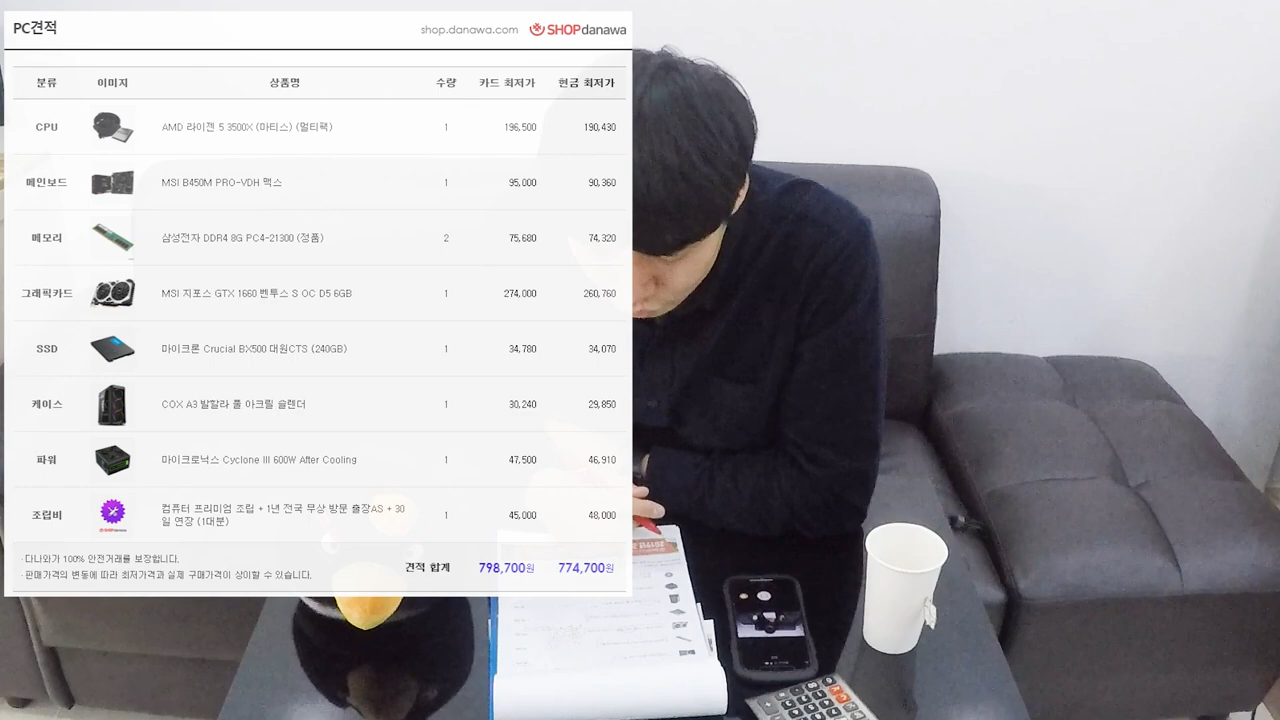 PC견적
shop.danawa.com SHOPdanawa
분류 이미지 상품명 수량 카드 최저가 현금 최저가
CPU AMD 라이젠 5 3500X (마티스) (멀티팩) 1 196,500 190,430
메인보드 MSI B450M PRO-VDH 맥스 1 95,000 90,360
메모리 삼성전자 DDR4 8G PC4-21300 (정품) 2 75,680 74,320
그래픽카드 MSI 지포스 GTX 1660 벤투스 S OC D5 6GB 1 274,000 260,760
SSD 마이크론 Crucial BX500 대원CTS (240GB) 1 34,780 34,070
케이스 COX A3 발할라 풀 아크릴 슬렌더 1 30,240 29,850
파워 마이크로닉스 Cyclone III 600W After Cooling 1 47,500 46,910
조립비 컴퓨터 프리미엄 조립 + 1년 전국 무상 방문 출장AS + 30
일 연장 (1대분) 1 45,000 48,000
SHOPdanawa
· 다나와가 100% 안전거래를 보장합니다.
· 판매가격의 변동에 따라 최저가격과 실제 구매가격이 상이할 수 있습니다.
견적 합계 798,700원 774,700원